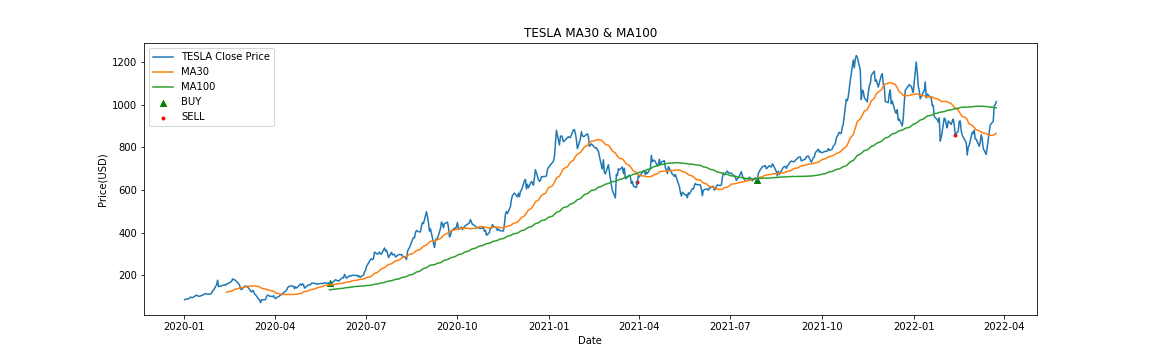 TESLA MA30 & MA100
TESLA Close Price
MA30
MA100
BUY
SELL
Price(USD)
1200
1000
800
600
400
200
2020-01
2020-04
2020-07
2020-10
2021-01
2021-04
2021-07
2021-10
2022-01
2022-04
Date